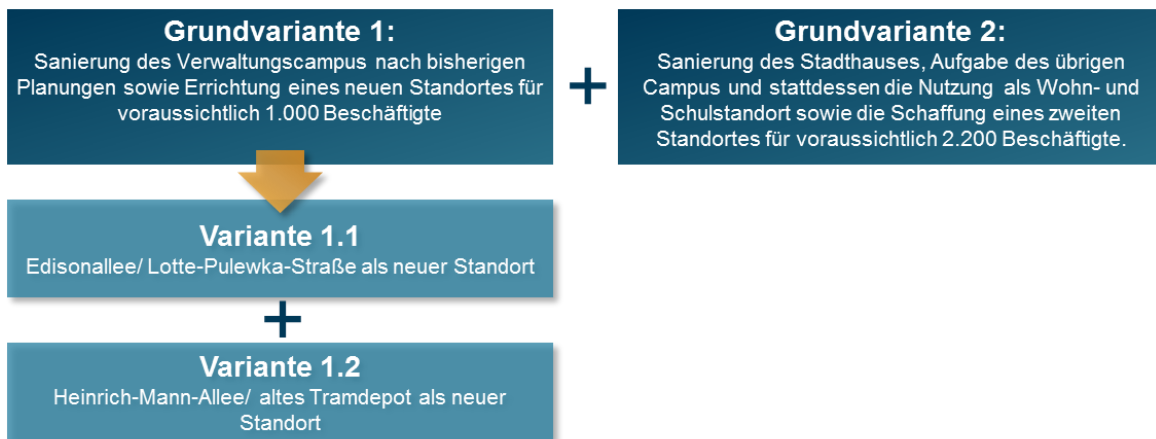 Grundvariante 1:
Sanierung des Verwaltungscampus nach bisherigen
Planungen sowie Errichtung eines neuen Standortes für
voraussichtlich 1.000 Beschäftigte
+
Grundvariante 2:
Sanierung des Stadthauses, Aufgabe des übrigen
Campus und stattdessen die Nutzung als Wohn- und
Schulstandort sowie die Schaffung eines zweiten
Standortes für voraussichtlich 2.200 Beschäftigte.
Variante 1.1
Edisonallee/ Lotte-Pulewka-Straße als neuer Standort
+
Variante 1.2
Heinrich-Mann-Allee/ altes Tramdepot als neuer
Standort